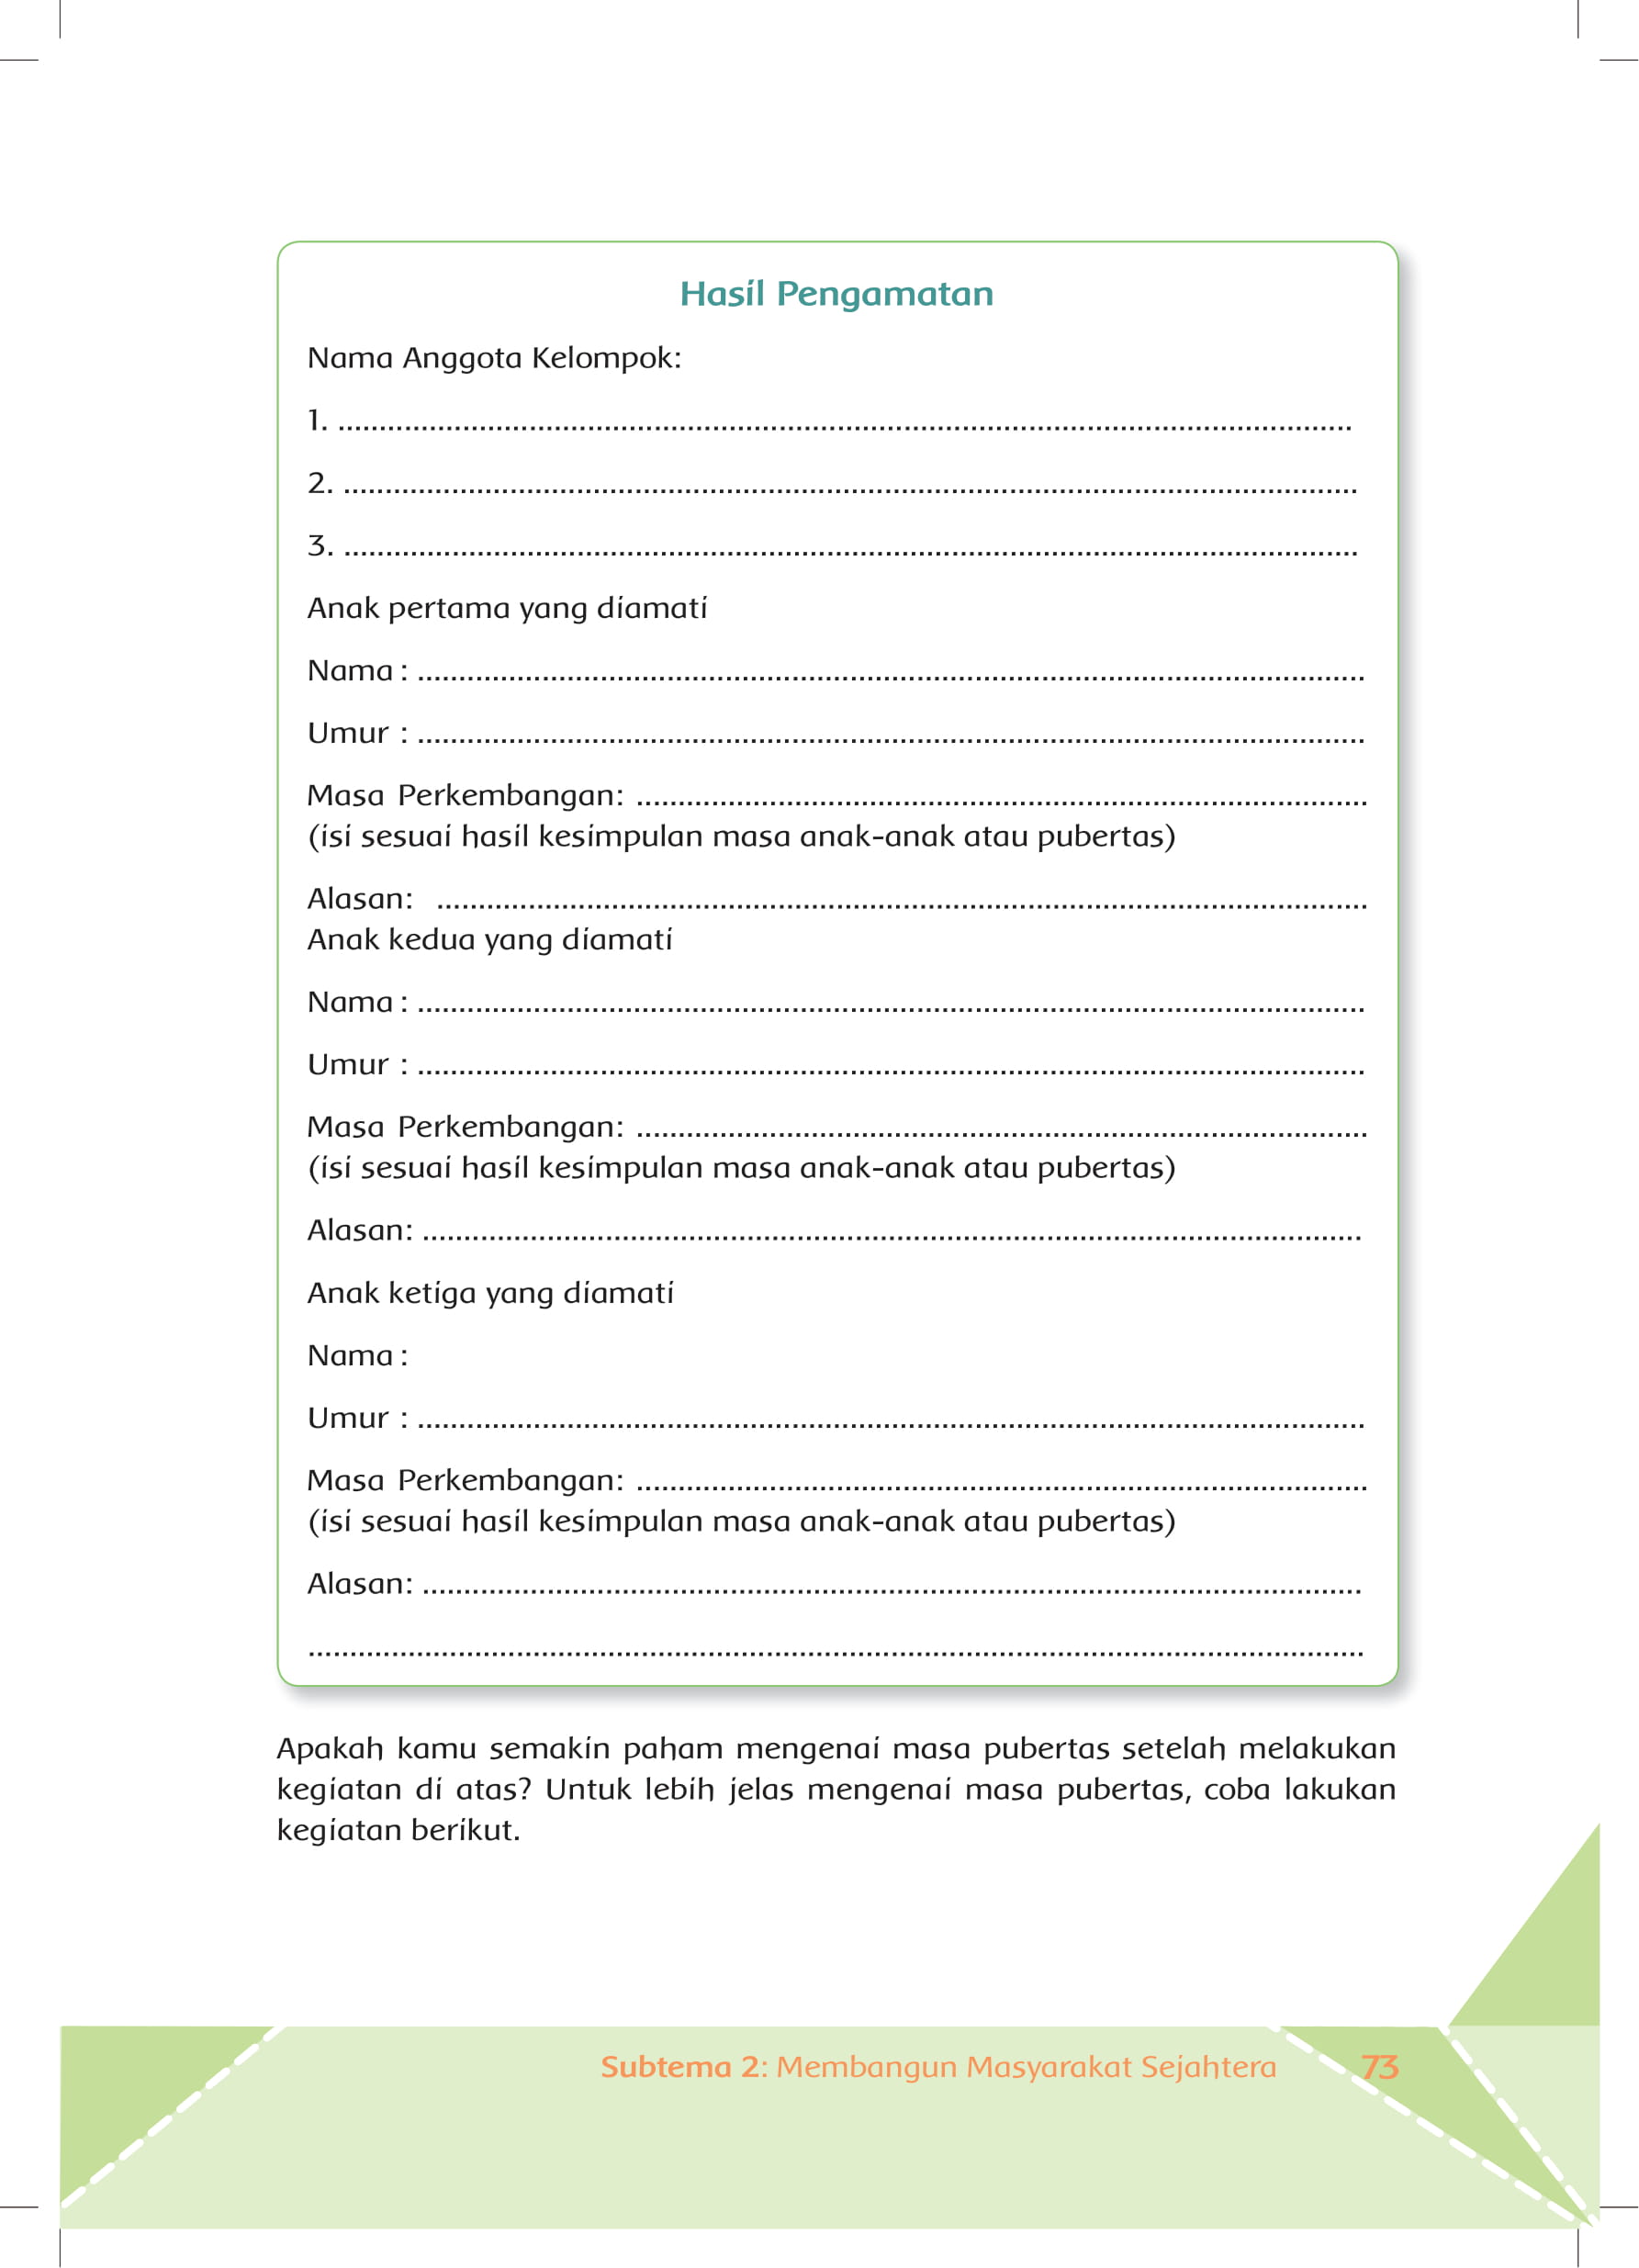 Hasil Pengamatan
Nama Anggota Kelompok:
1. ..........................................................................................................................
2. ..........................................................................................................................
3. ..........................................................................................................................
Anak pertama yang diamati
Nama : ..................................................................................................................
Umur : ..................................................................................................................
Masa Perkembangan: ........................................................................................
(isi sesuai hasil kesimpulan masa anak-anak atau pubertas)
Alasan: ................................................................................................................
Anak kedua yang diamati
Nama : ..................................................................................................................
Umur : ..................................................................................................................
Masa Perkembangan: ........................................................................................
(isi sesuai hasil kesimpulan masa anak-anak atau pubertas)
Alasan: .................................................................................................................
Anak ketiga yang diamati
Nama :
Umur : ..................................................................................................................
Masa Perkembangan: ........................................................................................
(isi sesuai hasil kesimpulan masa anak-anak atau pubertas)
Alasan: .................................................................................................................
...............................................................................................................................
Apakah kamu semakin paham mengenai masa pubertas setelah melakukan
kegiatan di atas? Untuk lebih jelas mengenai masa pubertas, coba lakukan
kegiatan berikut.
Subtema 2: Membangun Masyarakat Sejahtera 73